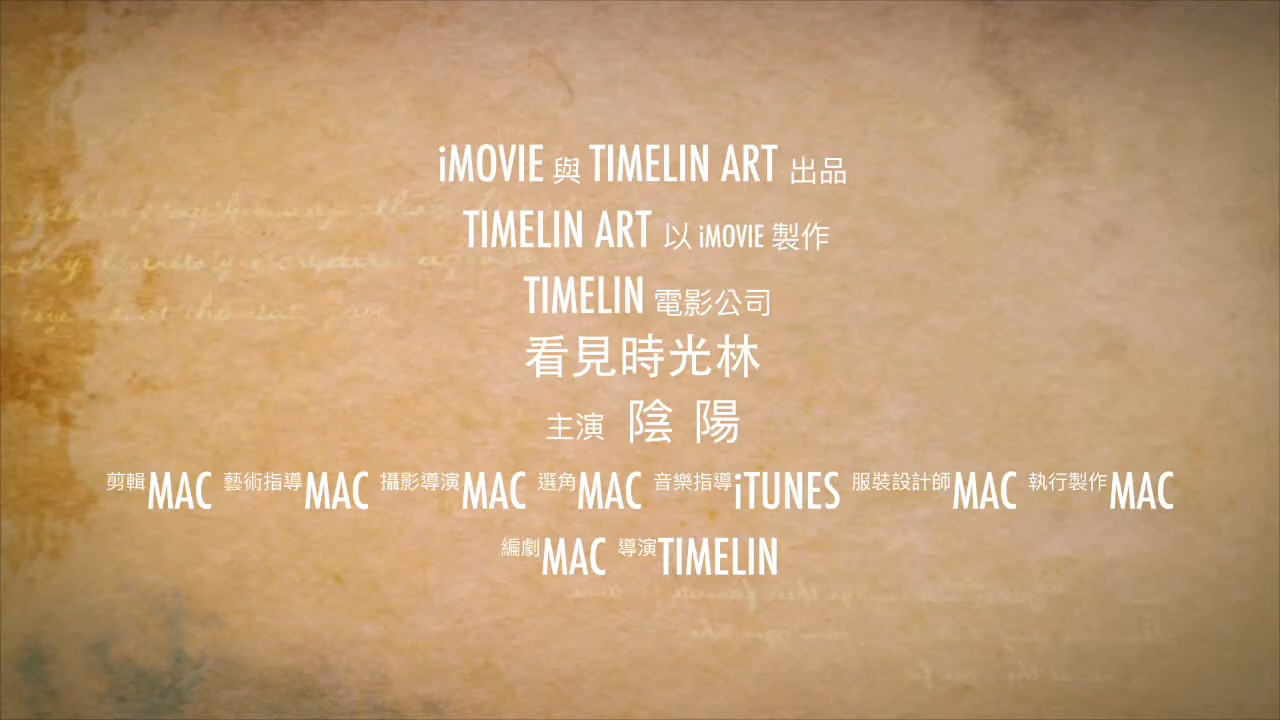 iMOVIE 與 TIMELIN ART 出品
TIMELIN ART 以 iMOVIE 製作
TIMELIN 電影公司
看見時光林
主演 陰 陽
剪輯MAC 藝術指導MAC 攝影導演MAC 選角MAC 音樂指導iTUNES 服裝設計師MAC 執行製作MAC
編劇MAC 導演TIMELIN